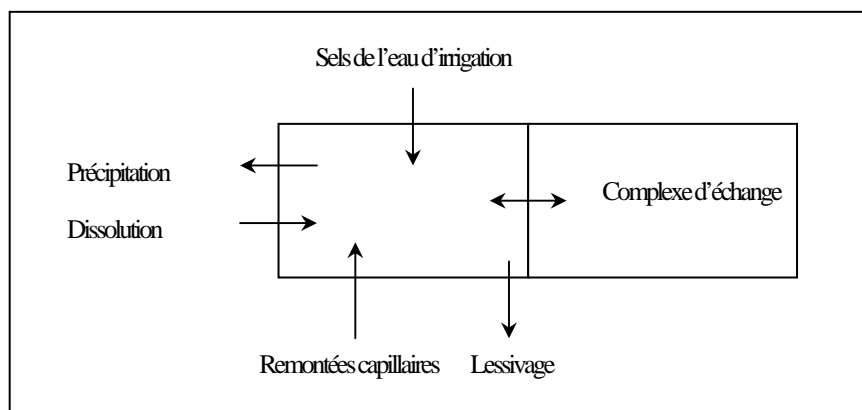 Sels de l'eau d'irrigation
Précipitation
Complexe d'échange
Dissolution
Remontées capillaires
Lessivage